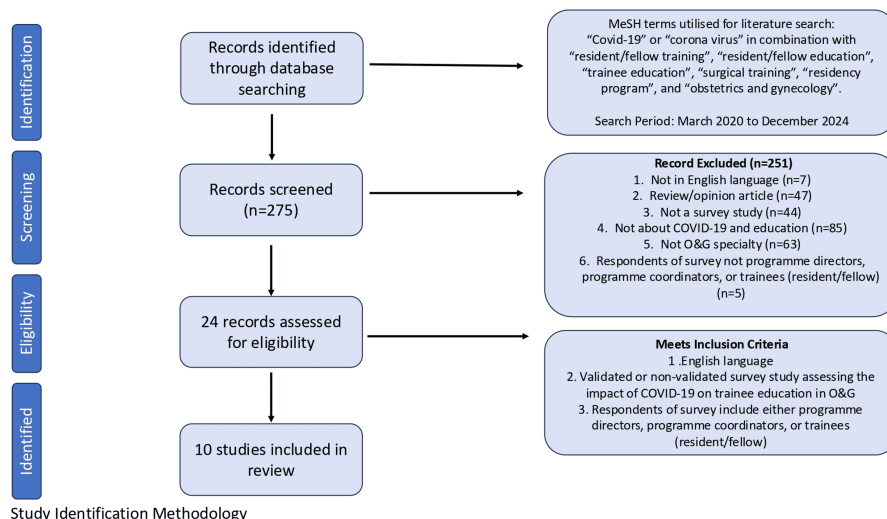 Identification
Records identified
through database
searching
MeSH terms utilised for literature search:
“Covid-19” or “corona virus” in combination with
“resident/fellow training”, “resident/fellow education”,
“trainee education”, “surgical training”, “residency
program”, and “obstetrics and gynecology”.
Search Period: March 2020 to December 2024
Screening
Records screened
(n=275)
Record Excluded (n=251)
1. Not in English language (n=7)
2. Review/opinion article (n=47)
3. Not a survey study (n=44)
4. Not about COVID-19 and education (n=85)
5. Not O&G specialty (n=63)
6. Respondents of survey not programme directors,
programme coordinators, or trainees (resident/fellow)
(n=5)
Eligibility
24 records assessed
for eligibility
Meets Inclusion Criteria
1 .English language
2. Validated or non-validated survey study assessing the
impact of COVID-19 on trainee education in O&G
3. Respondents of survey include either programme
directors, programme coordinators, or trainees
(resident/fellow)
Identified
10 studies included in
review
Study Identification Methodology